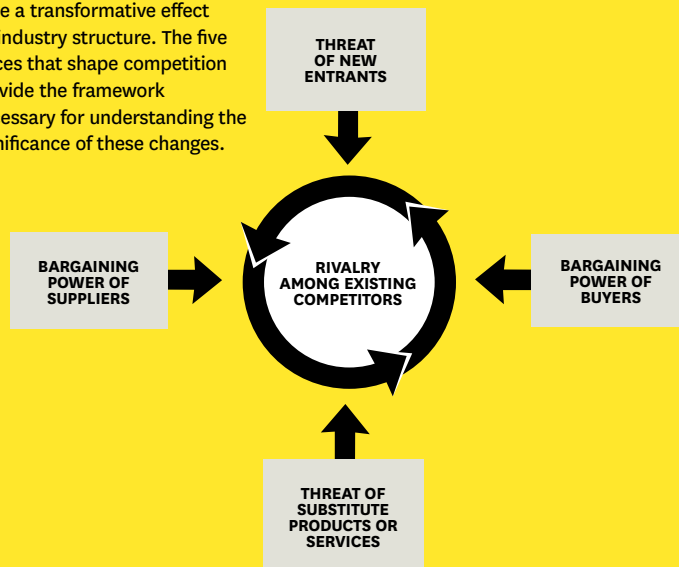 e a transformative effect
industry structure. The five
ces that shape competition
vide the framework
essary for understanding the
nificance of these changes.
THREAT
OF NEW
ENTRANTS
BARGAINING
POWER OF
SUPPLIERS
RIVALRY
AMONG EXISTING
COMPETITORS
BARGAINING
POWER OF
BUYERS
THREAT OF
SUBSTITUTE
PRODUCTS OR
SERVICES